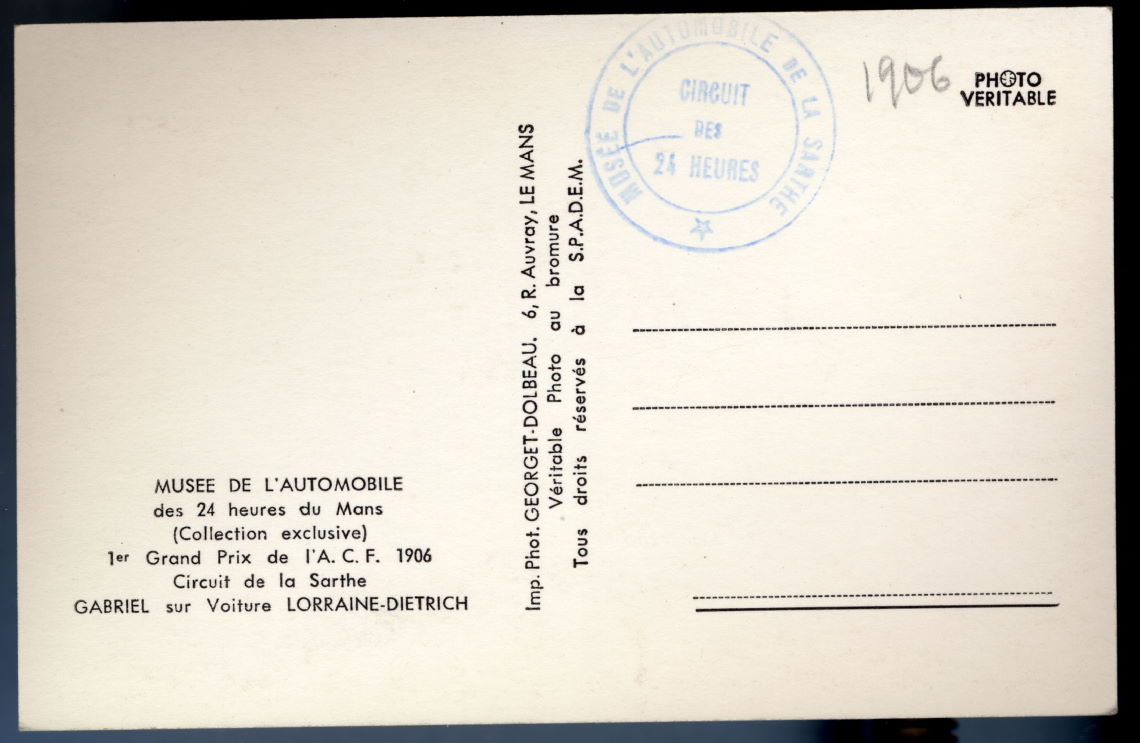 MUSEE DE L'AUTOMOBILE
des 24 heures du Mans
(Collection exclusive)
1er Grand Prix de l'A. C. F. 1906
Circuit de la Sarthe
GABRIEL sur Voiture LORRAINE-DIETRICH
Imp. Phot. GEORGET-DOLBEAU. 6, R. Auvray, LE MANS
Véritable Photo au bromure
Tous droits réservés à la S.P.A.D.E.M.
MUSÉE DE L'AUTOMOBILE DE LA SARTHE
CIRCUIT
DES
24 HEURES
1906
PHOTO
VERITABLE